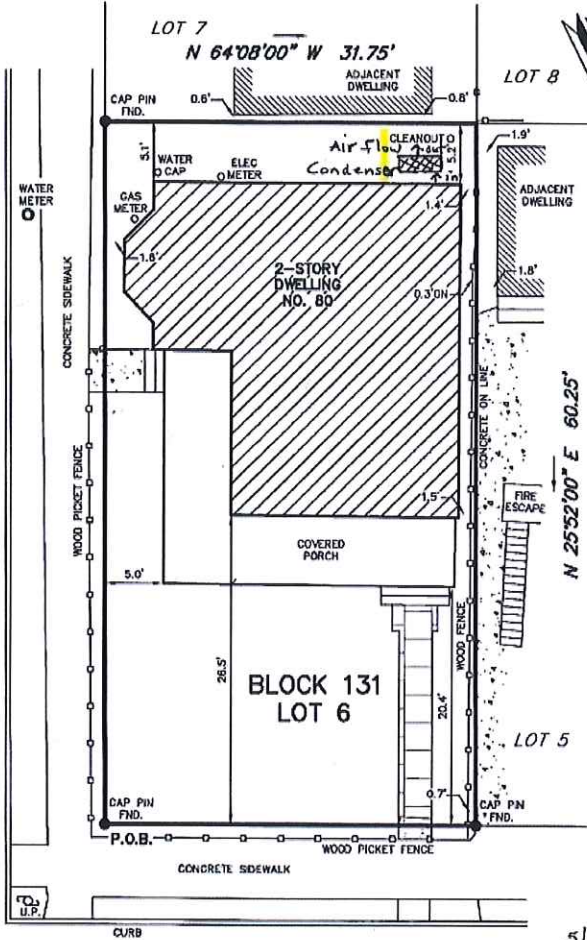 LOT 7
N 64°08'00" W 31.75'
LOT 8
ADJACENT
DWELLING
CAP PIN
FND.
0.6'
0.8'
1.9'
5.1'
WATER
CAP
ELEC
METER
Air flow
CLEANOUT
out
Condenser
in
5.2'
1.4'
ADJACENT
DWELLING
WATER
METER
GAS
METER
1.8'
1.8'
2-STORY
DWELLING
NO. 80
0.3'ON
CONCRETE SIDEWALK
CONCRETE ON LINE
N 25°52'00" E 60.25'
WOOD PICKET FENCE
1.5'
FIRE
ESCAPE
COVERED
PORCH
5.0'
WOOD FENCE
26.5'
BLOCK 131
LOT 6
20.4'
LOT 5
0.7'
CAP PIN
FND.
CAP PIN
FND.
P.O.B.
WOOD PICKET FENCE
CONCRETE SIDEWALK
U.P.
CURB